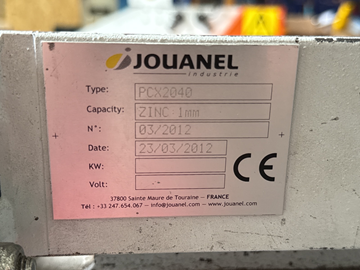 JOUANEL
industrie
Type: PCX2040
Capacity: ZINC 1mm
N°: 03/2012
Date: 23/03/2012
KW:
Volt:
CE
37800 Sainte Maure de Touraine – FRANCE
Tél : +33 247.654.067 – info@jouanel.com – www.jouanel.com